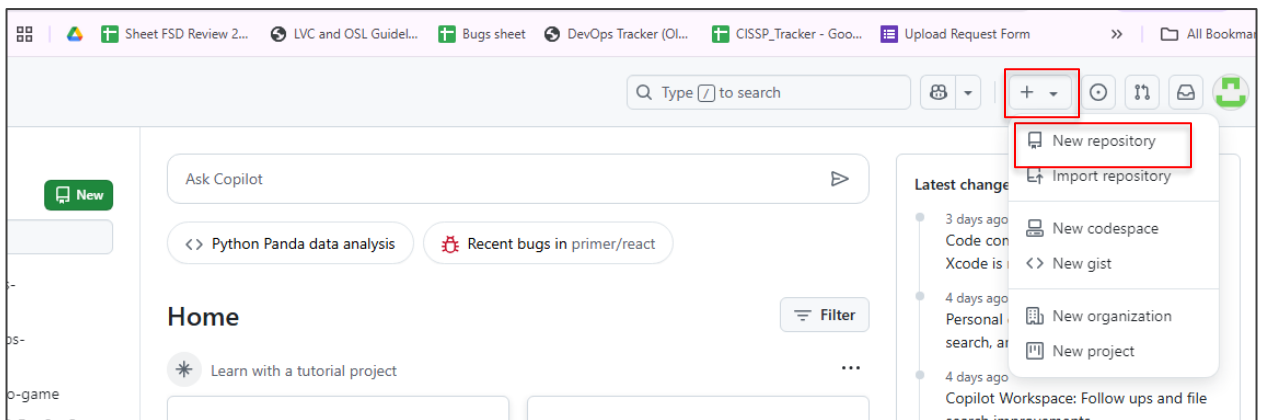 Sheet FSD Review 2... LVC and OSL Guidel... Bugs sheet DevOps Tracker (Ol... CISSP_Tracker - Goo... Upload Request Form » All Bookmar
Type / to search
+
New
Ask Copilot
<> Python Panda data analysis
Recent bugs in primer/react
Home
Filter
Learn with a tutorial project
...
s-
os-
o-game
Latest change
3 days ago
Code con
Xcode is
4 days ago
Personal
search, an
4 days ago
Copilot Workspace: Follow ups and file
search improvements
New repository
Import repository
New codespace
<> New gist
New organization
New project